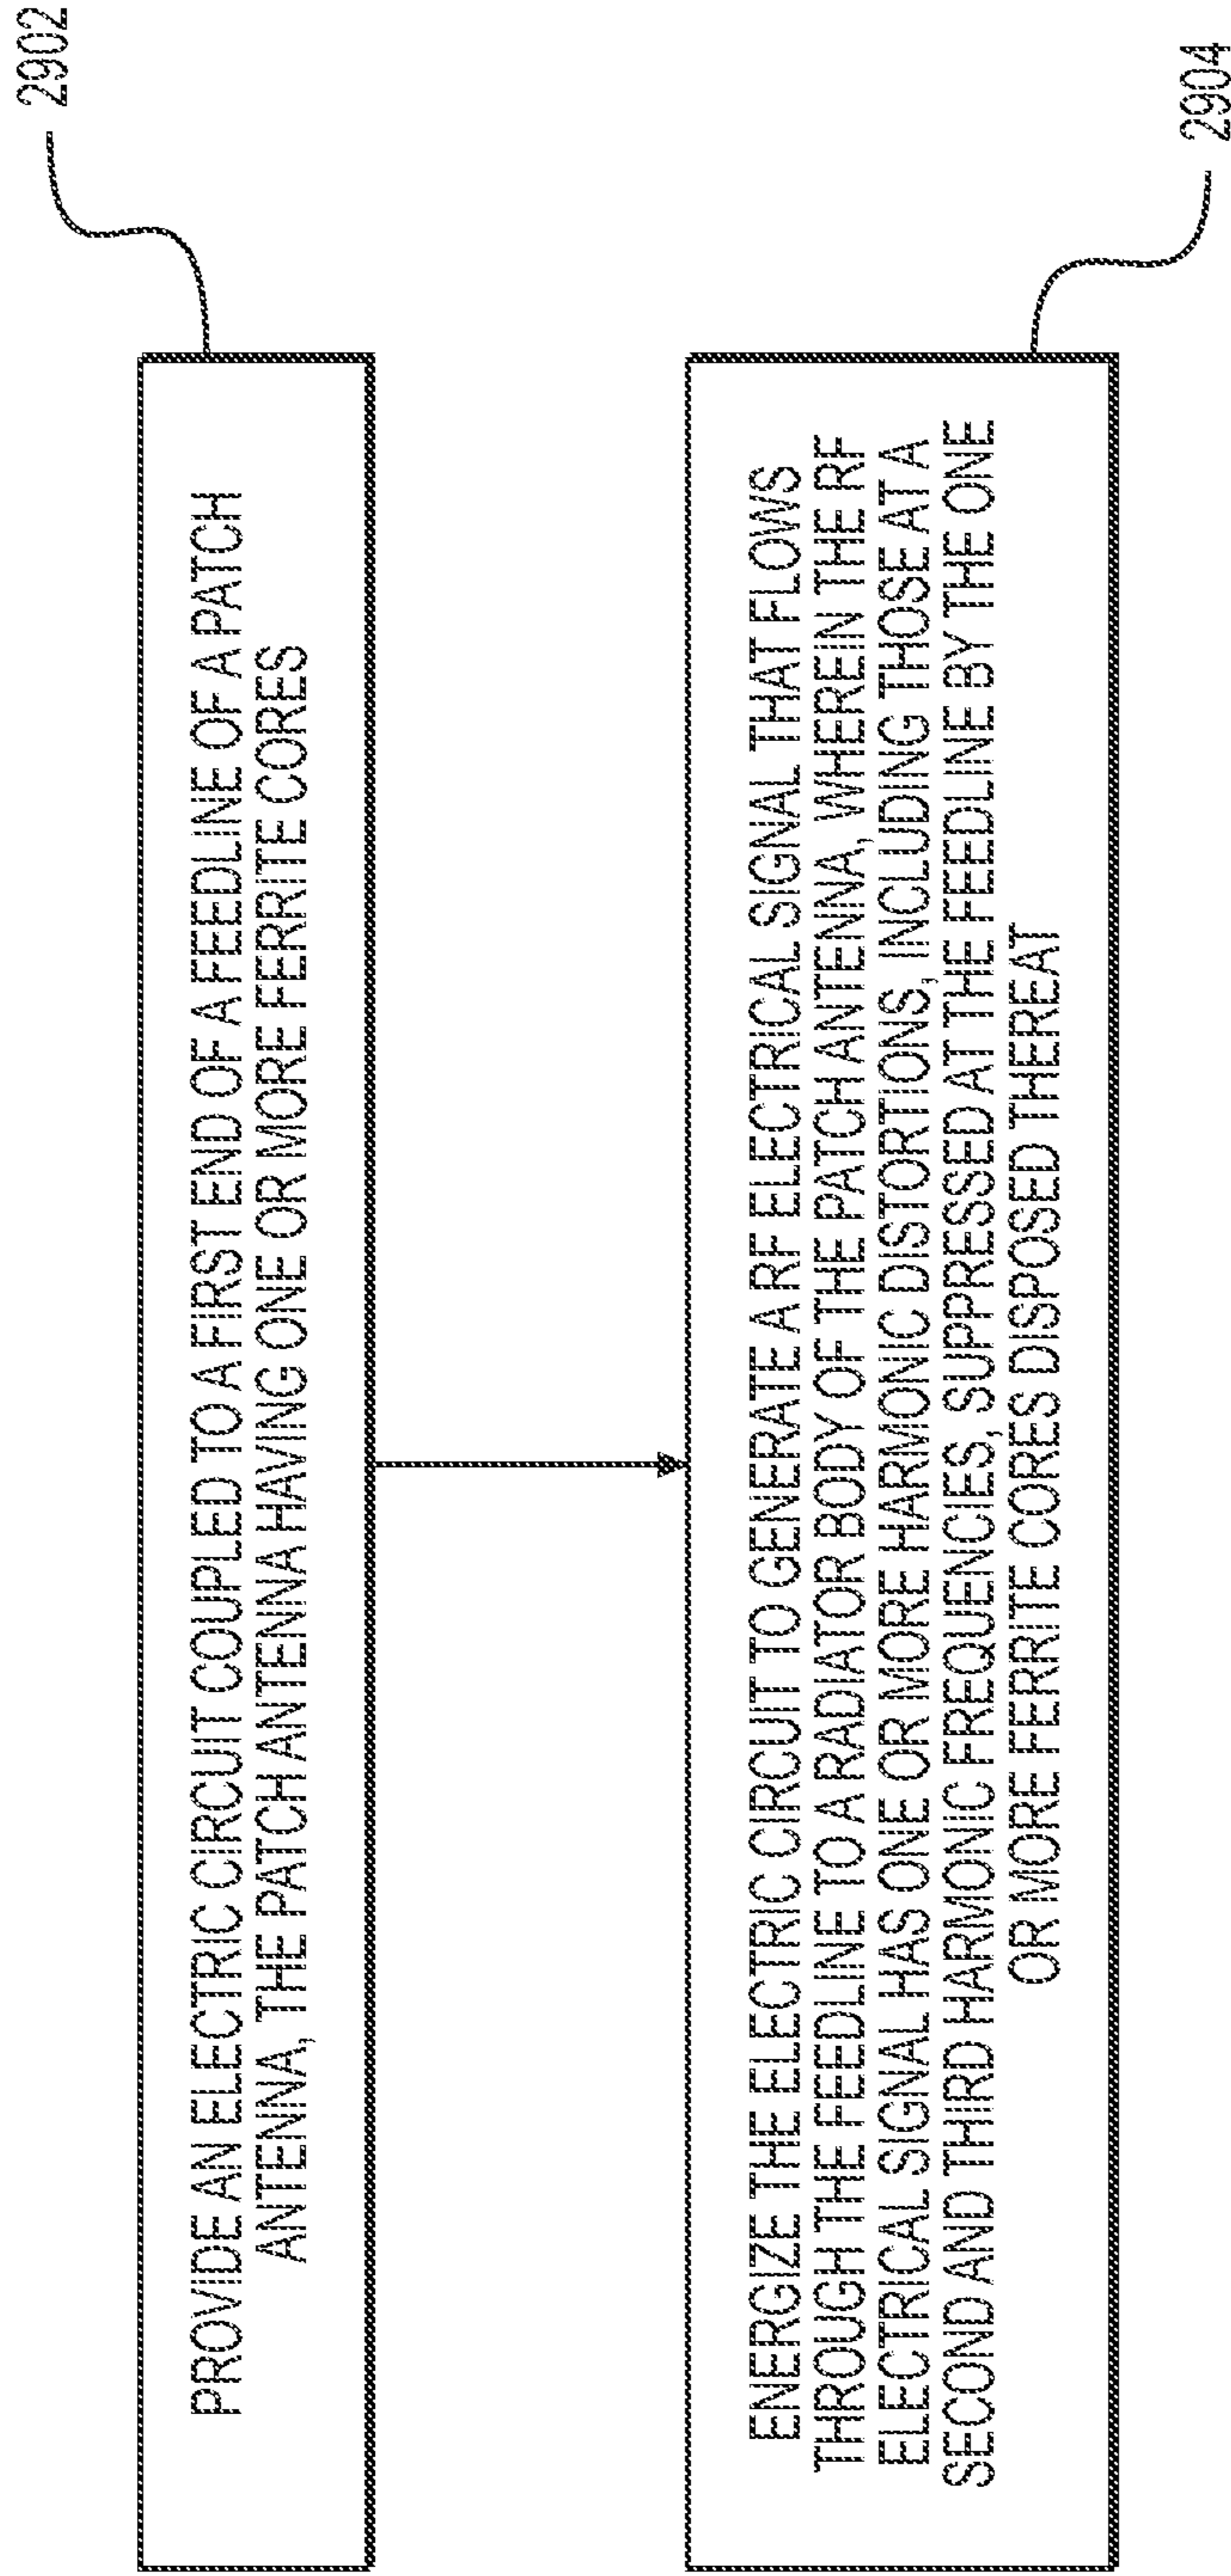 2902
PROVIDE AN ELECTRIC CIRCUIT COUPLED TO A FIRST END OF A FEEDLINE OF A PATCH
ANTENNA, THE PATCH ANTENNA HAVING ONE OR MORE FERRITE CORES
2904
ENERGIZE THE ELECTRIC CIRCUIT TO GENERATE A RF ELECTRICAL SIGNAL THAT FLOWS
THROUGH THE FEEDLINE TO A RADIATOR BODY OF THE PATCH ANTENNA, WHEREIN THE RF
ELECTRICAL SIGNAL HAS ONE OR MORE HARMONIC DISTORTIONS, INCLUDING THOSE AT A
SECOND AND THIRD HARMONIC FREQUENCIES, SUPPRESSED AT THE FEEDLINE BY THE ONE
OR MORE FERRITE CORES DISPOSED THEREAT